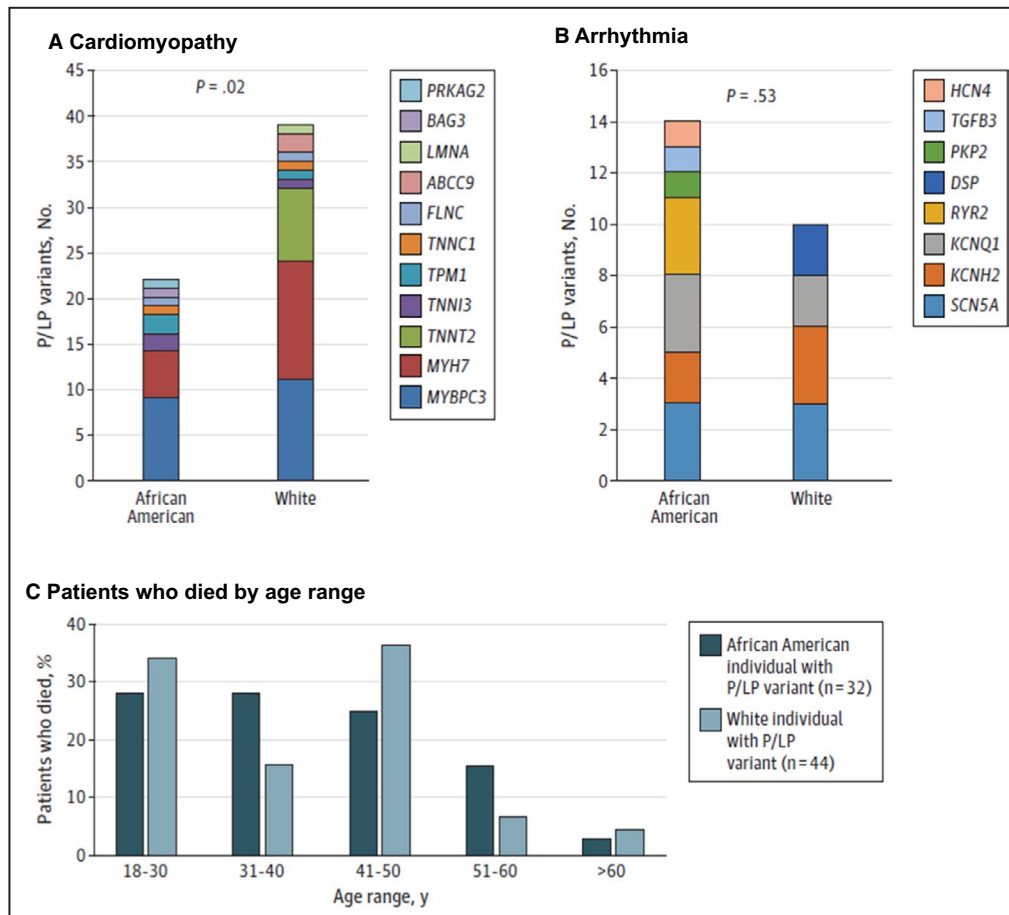 A Cardiomyopathy
45
40
35
30
25
20
15
10
5
0
P/LP variants, No.
P = .02
African
American
White
PRKAG2
BAG3
LMNA
ABCC9
FLNC
TNNC1
TPM1
TNNI3
TNNT2
MYH7
MYBPC3
B Arrhythmia
16
14
12
10
8
6
4
2
0
P/LP variants, No.
P = .53
African
American
White
HCN4
TGFB3
PKP2
DSP
RYR2
KCNQ1
KCNH2
SCN5A
C Patients who died by age range
40
30
20
10
0
Patients who died, %
18-30
31-40
41-50
51-60
>60
Age range, y
African American
individual with
P/LP variant (n = 32)
White individual
with P/LP
variant (n = 44)